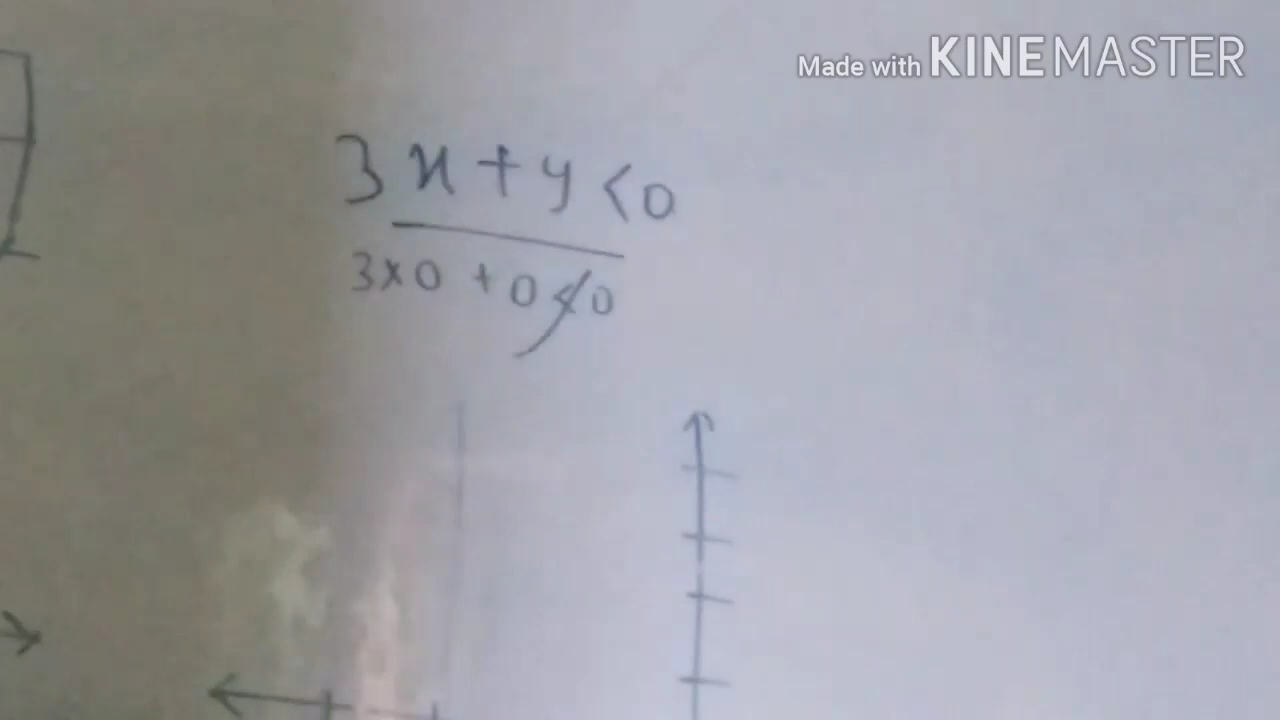 Made with KINEMASTER
3x + y < 0
3×0 + 0 ≮ 0